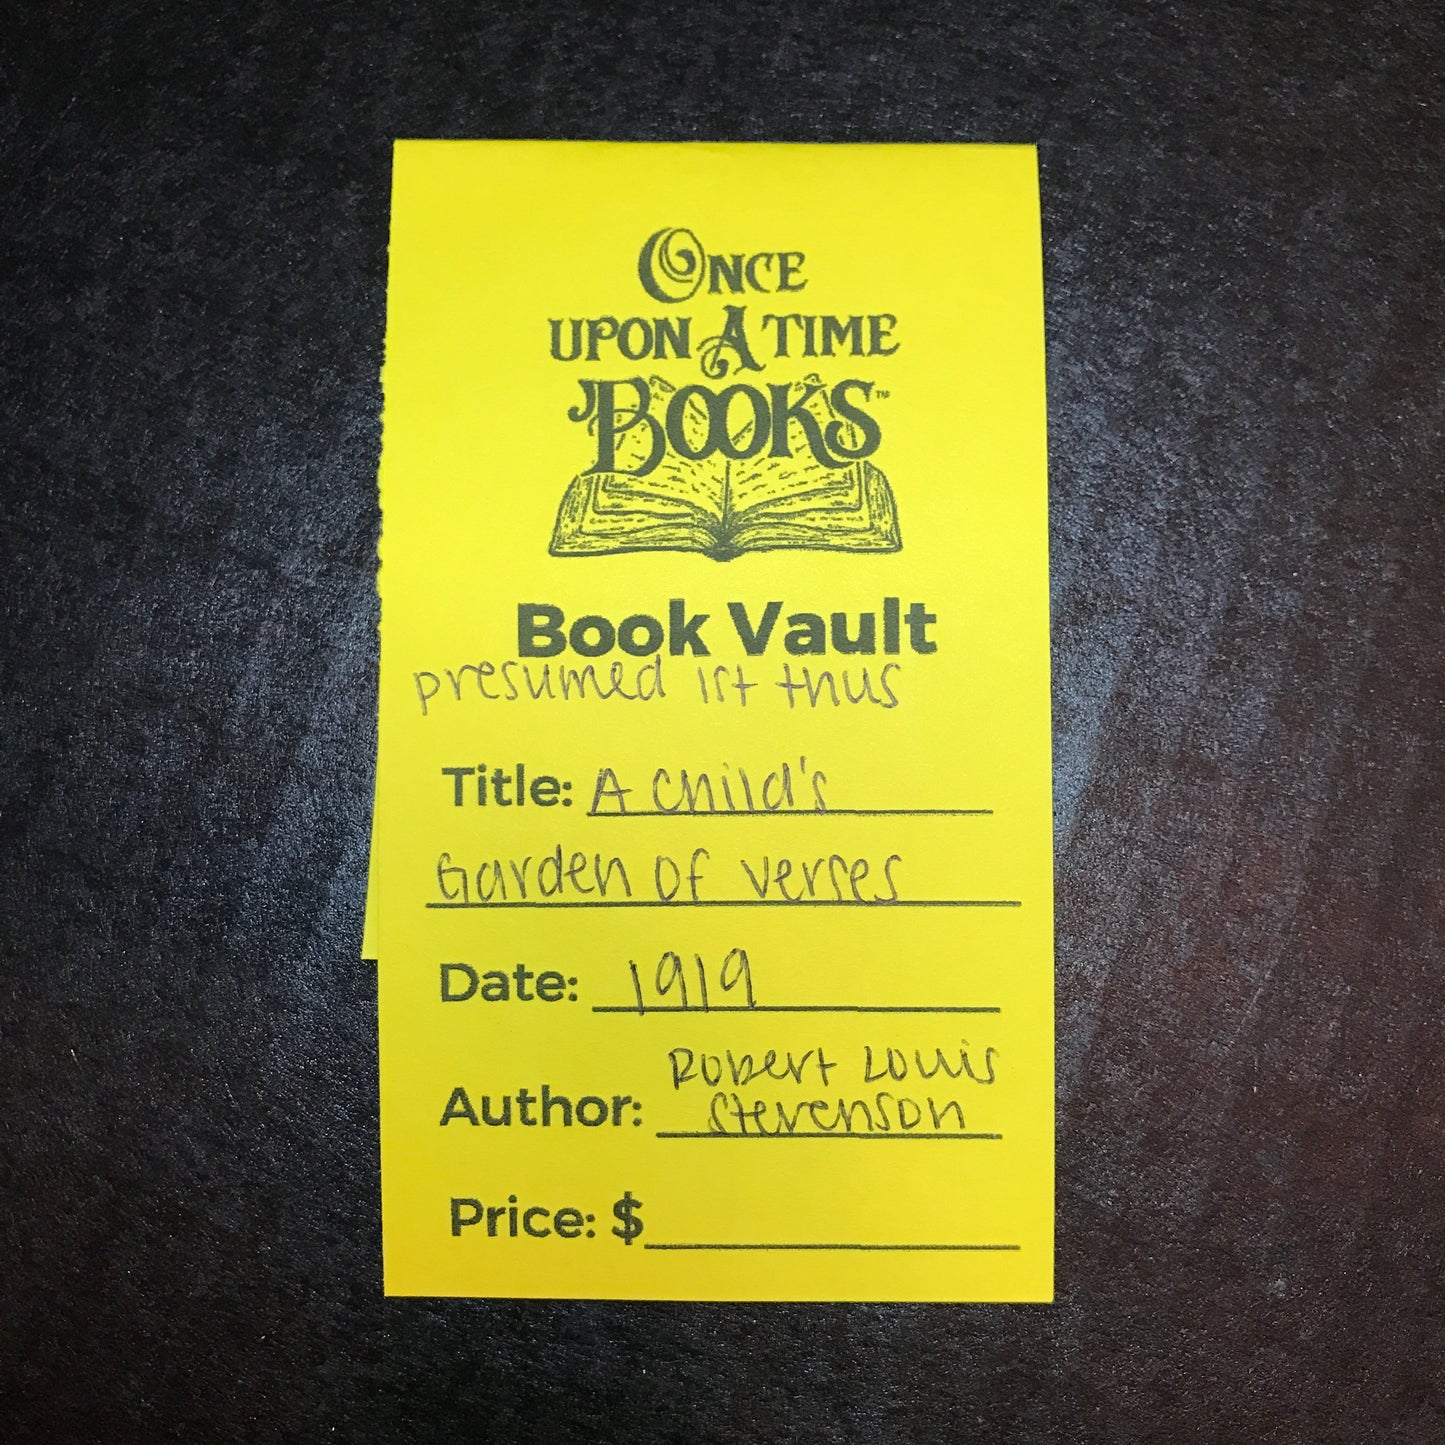 ONCE
UPON A TIME
BOOKS™
Book Vault
presumed 1st thus
Title: A Child's
Garden of Verses
Date: 1919
Robert Louis
Author: Stevenson
Price: $